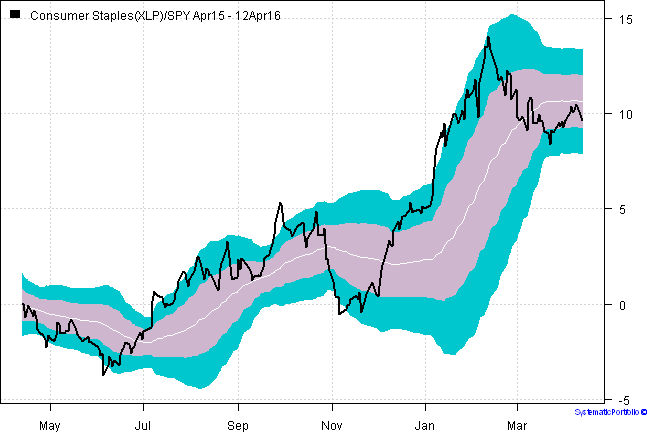 Consumer Staples(XLP)/SPY Apr15 - 12Apr16
15
10
5
0
-5
May Jul Sep Nov Jan Mar
SystematicPortfolio ©